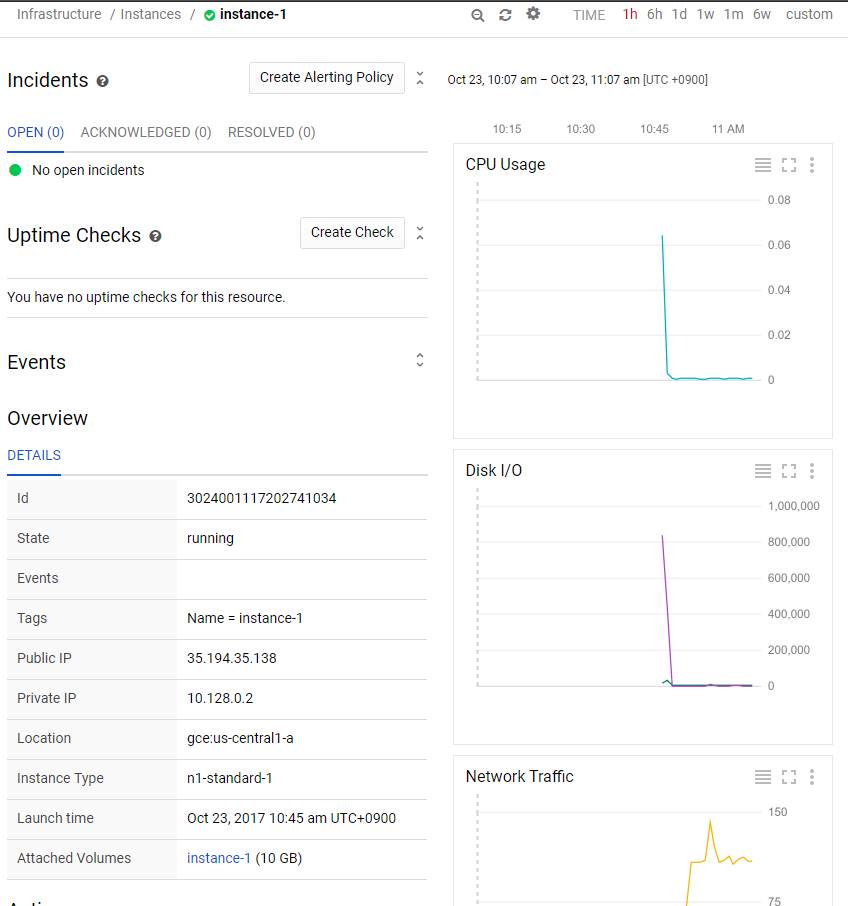 Infrastructure / Instances / instance-1
TIME 1h 6h 1d 1w 1m 6w custom
Incidents
Create Alerting Policy
OPEN (0) ACKNOWLEDGED (0) RESOLVED (0)
No open incidents
Uptime Checks
Create Check
You have no uptime checks for this resource.
Events
Overview
DETAILS
Id 3024001117202741034
State running
Events
Tags Name = instance-1
Public IP 35.194.35.138
Private IP 10.128.0.2
Location gce:us-central1-a
Instance Type n1-standard-1
Launch time Oct 23, 2017 10:45 am UTC+0900
Attached Volumes instance-1 (10 GB)
Oct 23, 10:07 am – Oct 23, 11:07 am [UTC +0900]
10:15 10:30 10:45 11 AM
CPU Usage
0.08
0.06
0.04
0.02
0
Disk I/O
1,000,000
800,000
600,000
400,000
200,000
0
Network Traffic
150
75